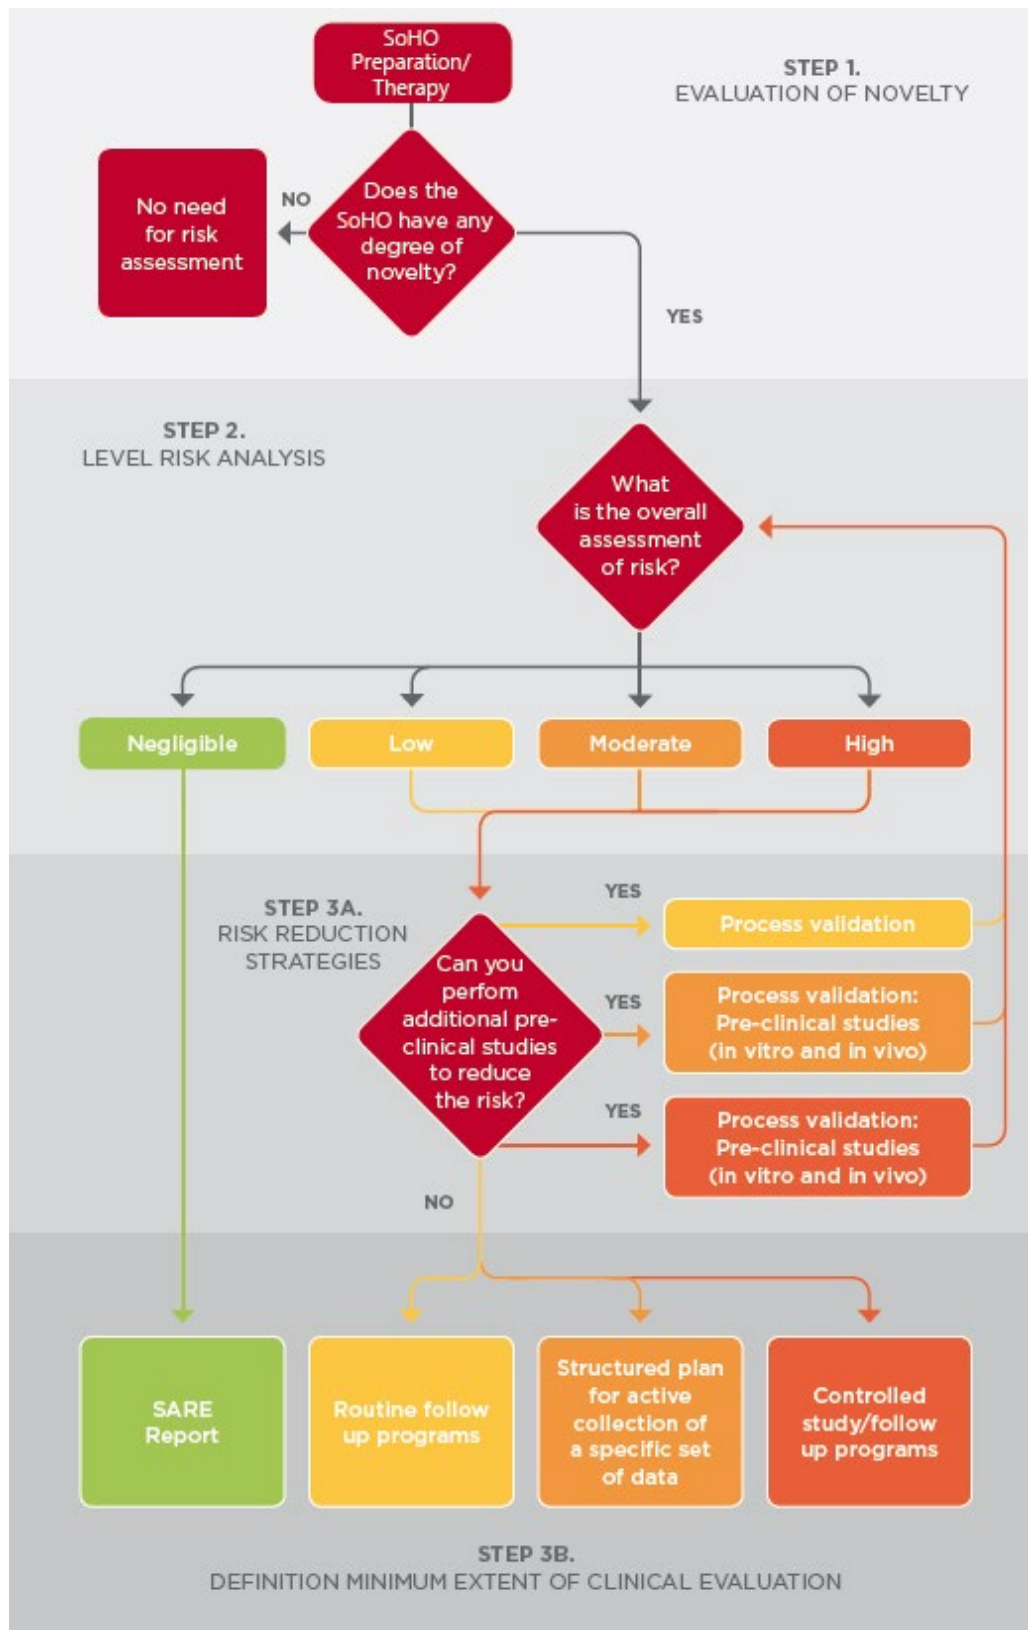 SoHO
Preparation/
Therapy
STEP 1.
EVALUATION OF NOVELTY
No need
for risk
assessment
NO
Does the
SoHO have any
degree of
novelty?
YES
STEP 2.
LEVEL RISK ANALYSIS
What
is the overall
assessment
of risk?
Negligible
Low
Moderate
High
STEP 3A.
RISK REDUCTION
STRATEGIES
Can you
perfom
additional pre-
clinical studies
to reduce
the risk?
YES
Process validation
YES
Process validation:
Pre-clinical studies
(in vitro and in vivo)
YES
Process validation:
Pre-clinical studies
(in vitro and in vivo)
NO
SARE
Report
Routine follow
up programs
Structured plan
for active
collection of
a specific set
of data
Controlled
study/follow
up programs
STEP 3B.
DEFINITION MINIMUM EXTENT OF CLINICAL EVALUATION